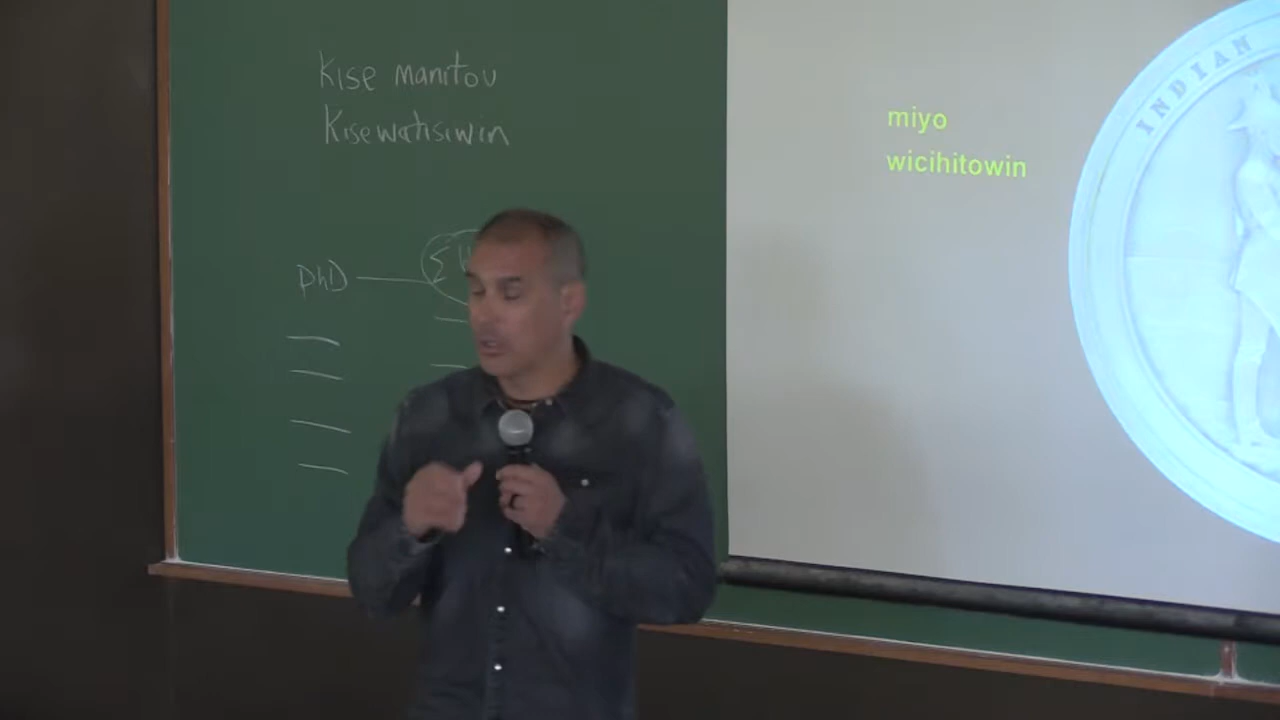 Kise manitou
Kisewatisiwin
PhD
miyo
wicihitowin
INDIAN